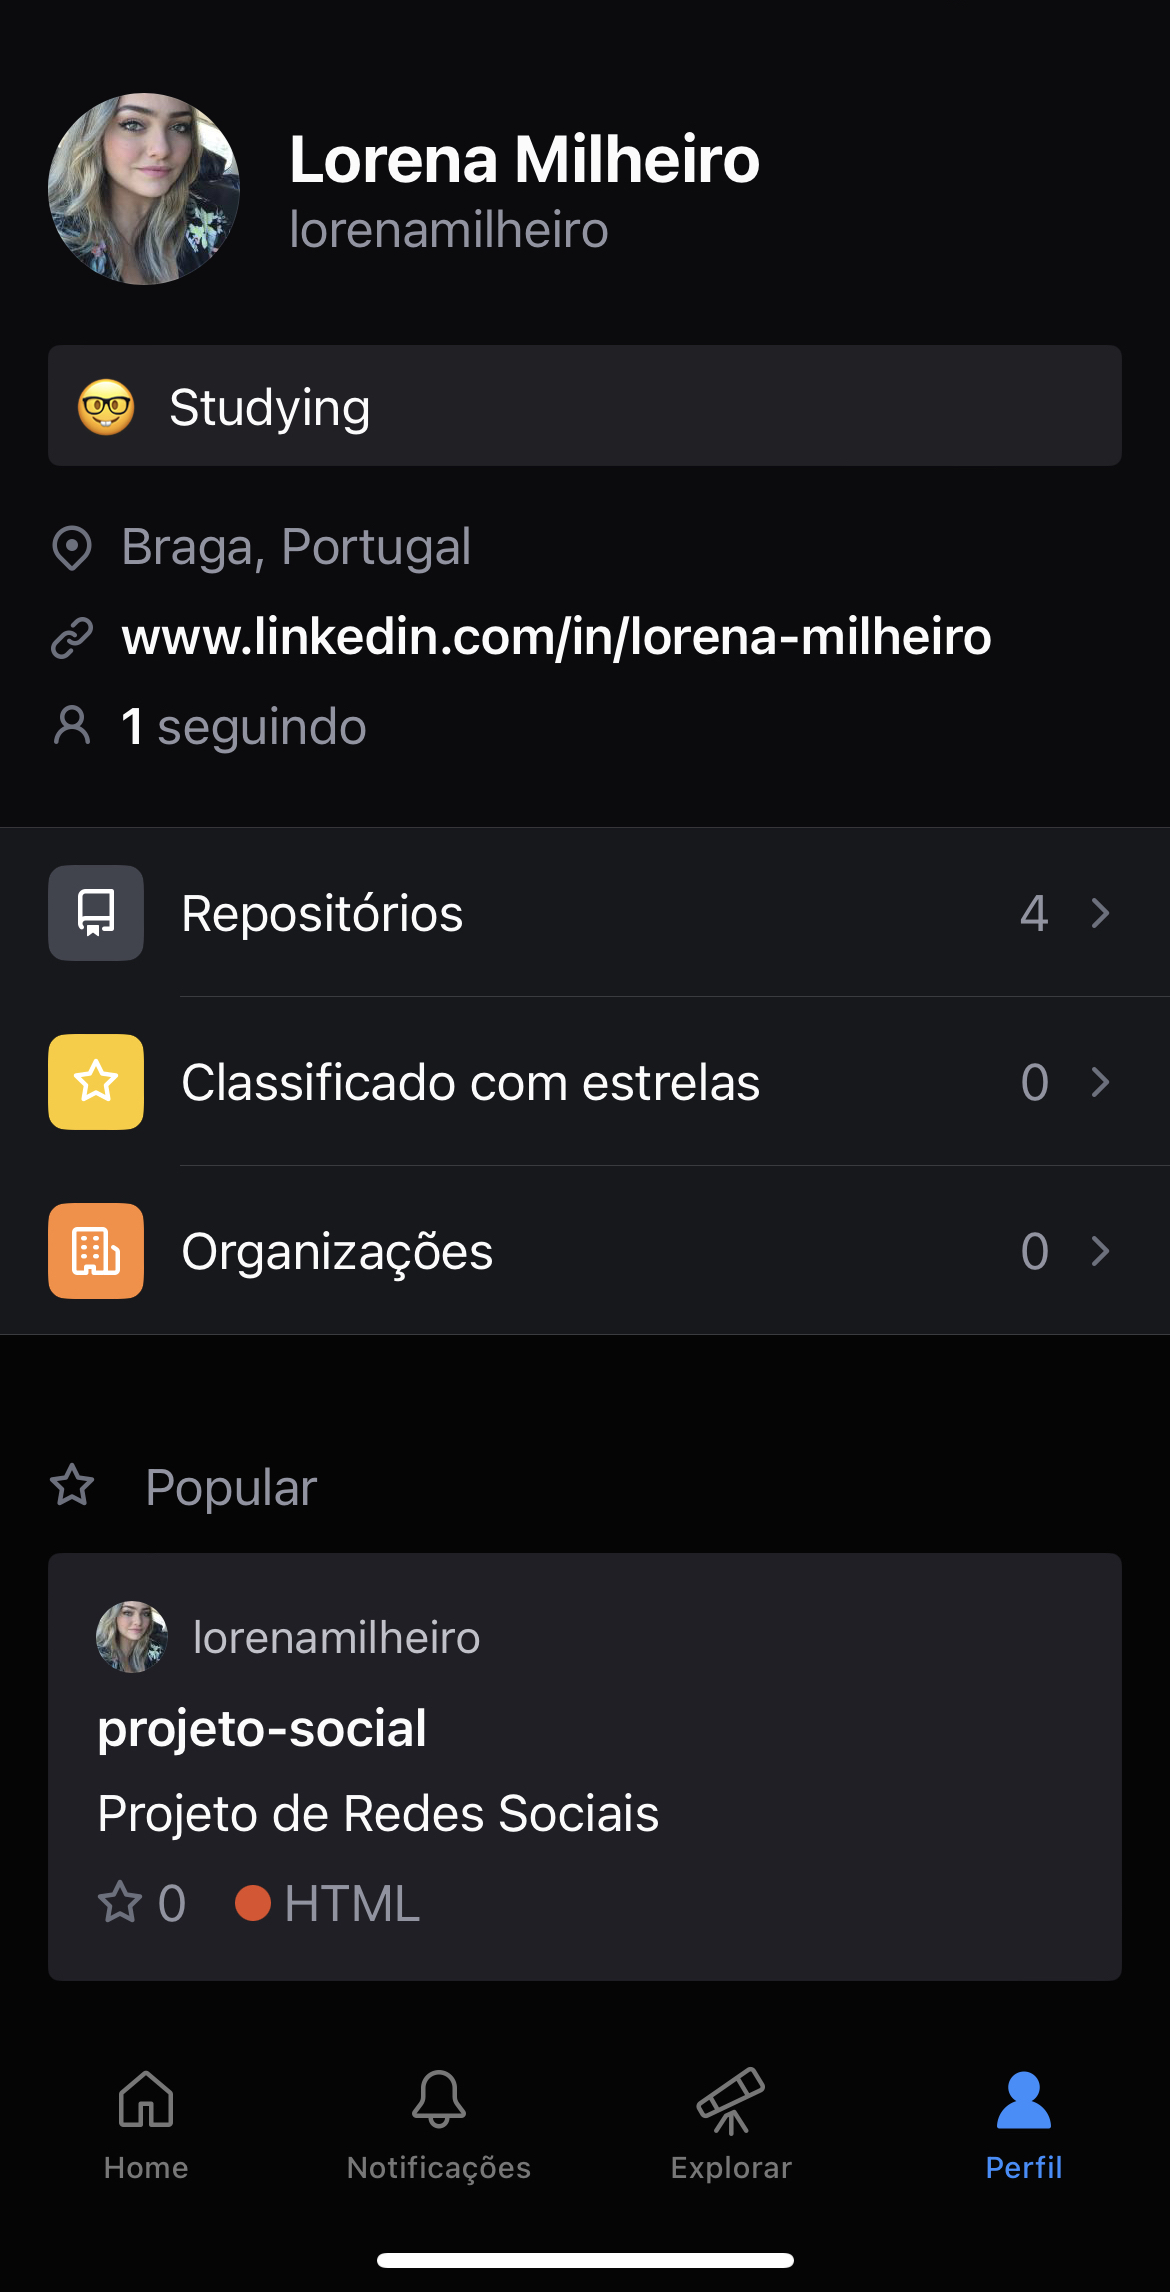 Lorena Milheiro
lorenamilheiro
Studying
Braga, Portugal
www.linkedin.com/in/lorena-milheiro
1 seguindo
Repositórios 4
Classificado com estrelas 0
Organizações 0
Popular
lorenamilheiro
projeto-social
Projeto de Redes Sociais
0 HTML
Home Notificações Explorar Perfil